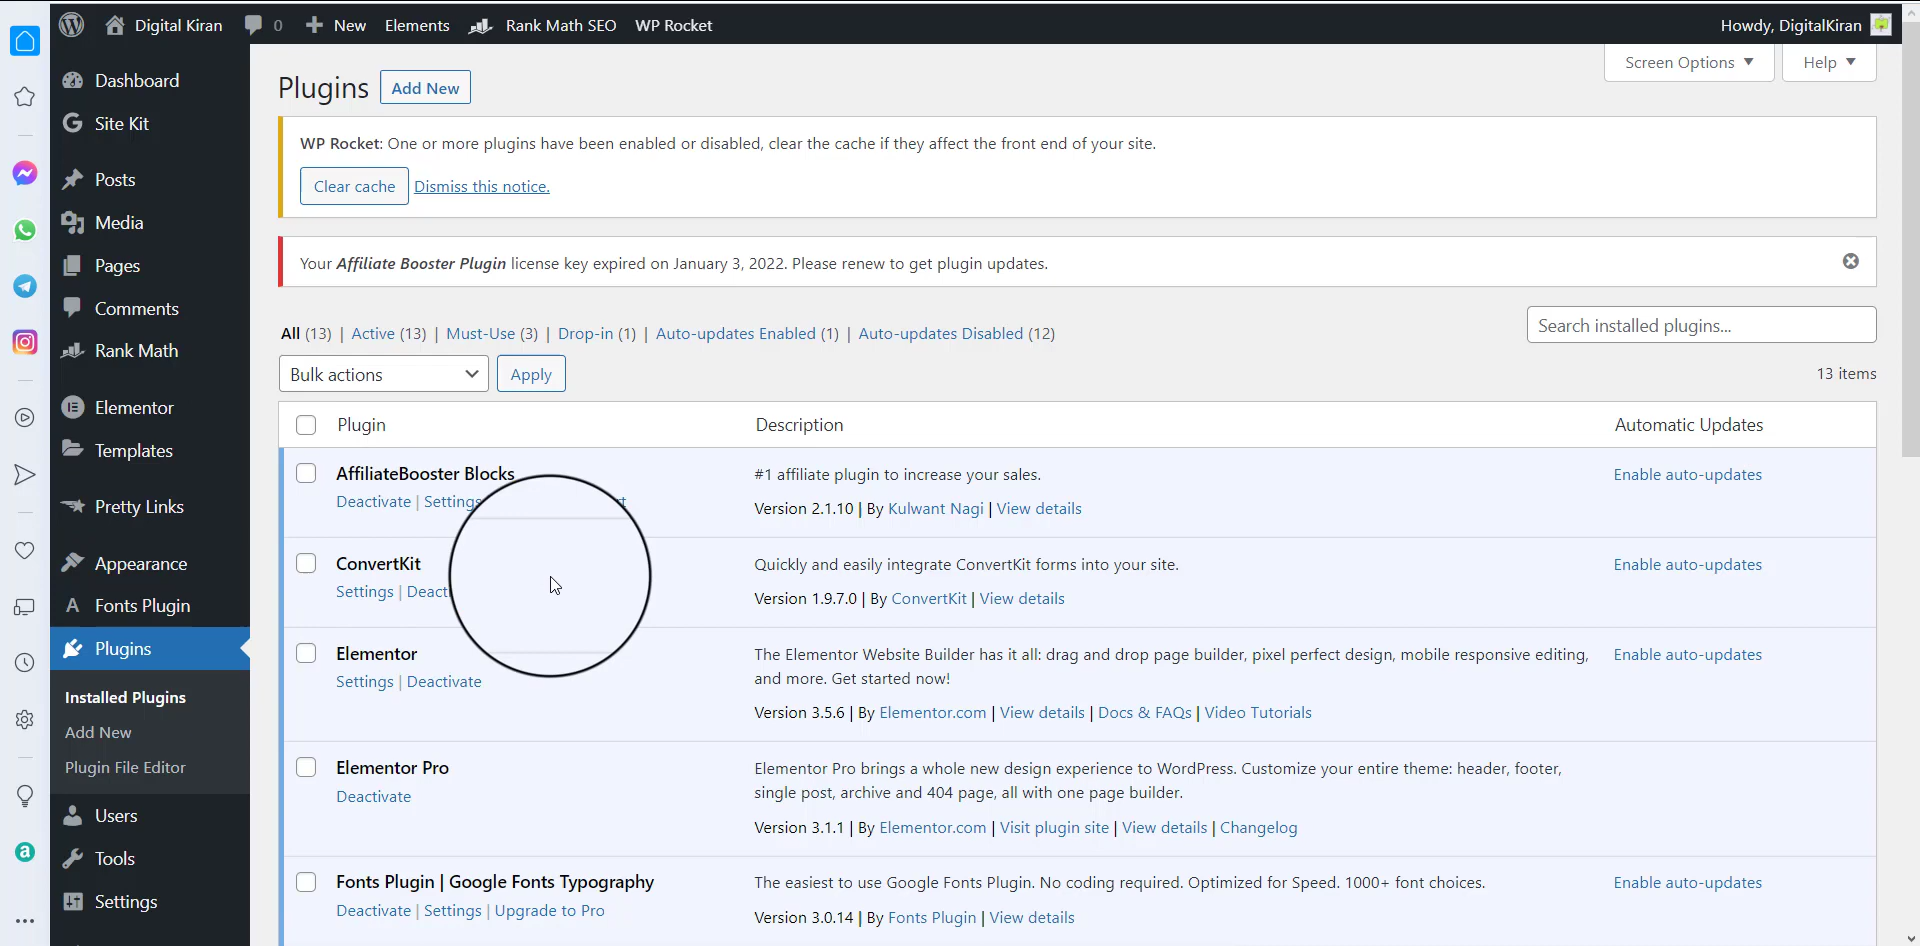 Digital Kiran 0 New Elements Rank Math SEO WP Rocket Howdy, DigitalKiran
Dashboard
Site Kit
Posts
Media
Pages
Comments
Rank Math
Elementor
Templates
Pretty Links
Appearance
Fonts Plugin
Plugins
Installed Plugins
Add New
Plugin File Editor
Users
Tools
Settings
Screen Options Help
Plugins Add New
WP Rocket: One or more plugins have been enabled or disabled, clear the cache if they affect the front end of your site.
Clear cache Dismiss this notice.
Your Affiliate Booster Plugin license key expired on January 3, 2022. Please renew to get plugin updates.
All (13) | Active (13) | Must-Use (3) | Drop-in (1) | Auto-updates Enabled (1) | Auto-updates Disabled (12)
Search installed plugins...
Bulk actions Apply 13 items
Plugin Description Automatic Updates
AffiliateBooster Blocks #1 affiliate plugin to increase your sales. Enable auto-updates
Deactivate | Settings
Version 2.1.10 | By Kulwant Nagi | View details
ConvertKit Quickly and easily integrate ConvertKit forms into your site. Enable auto-updates
Settings | Deact
Version 1.9.7.0 | By ConvertKit | View details
Elementor The Elementor Website Builder has it all: drag and drop page builder, pixel perfect design, mobile responsive editing, Enable auto-updates
Settings | Deactivate and more. Get started now!
Version 3.5.6 | By Elementor.com | View details | Docs & FAQs | Video Tutorials
Elementor Pro Elementor Pro brings a whole new design experience to WordPress. Customize your entire theme: header, footer,
Deactivate single post, archive and 404 page, all with one page builder.
Version 3.1.1 | By Elementor.com | Visit plugin site | View details | Changelog
Fonts Plugin | Google Fonts Typography The easiest to use Google Fonts Plugin. No coding required. Optimized for Speed. 1000+ font choices. Enable auto-updates
Deactivate | Settings | Upgrade to Pro
Version 3.0.14 | By Fonts Plugin | View details